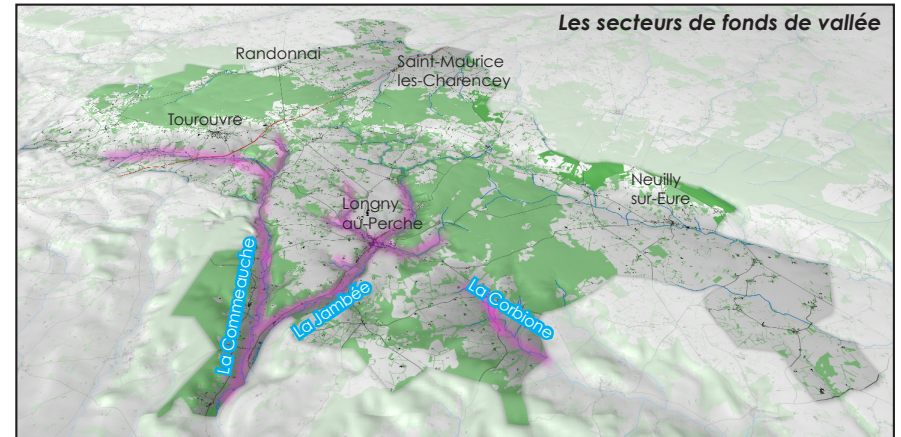 Les secteurs de fonds de vallée
Randonnai
Saint-Maurice
les-Charencey
Tourouvre
Neuilly
sur-Eure
Longny
au-Perche
La Commeauche
La Jambée
La Corbione